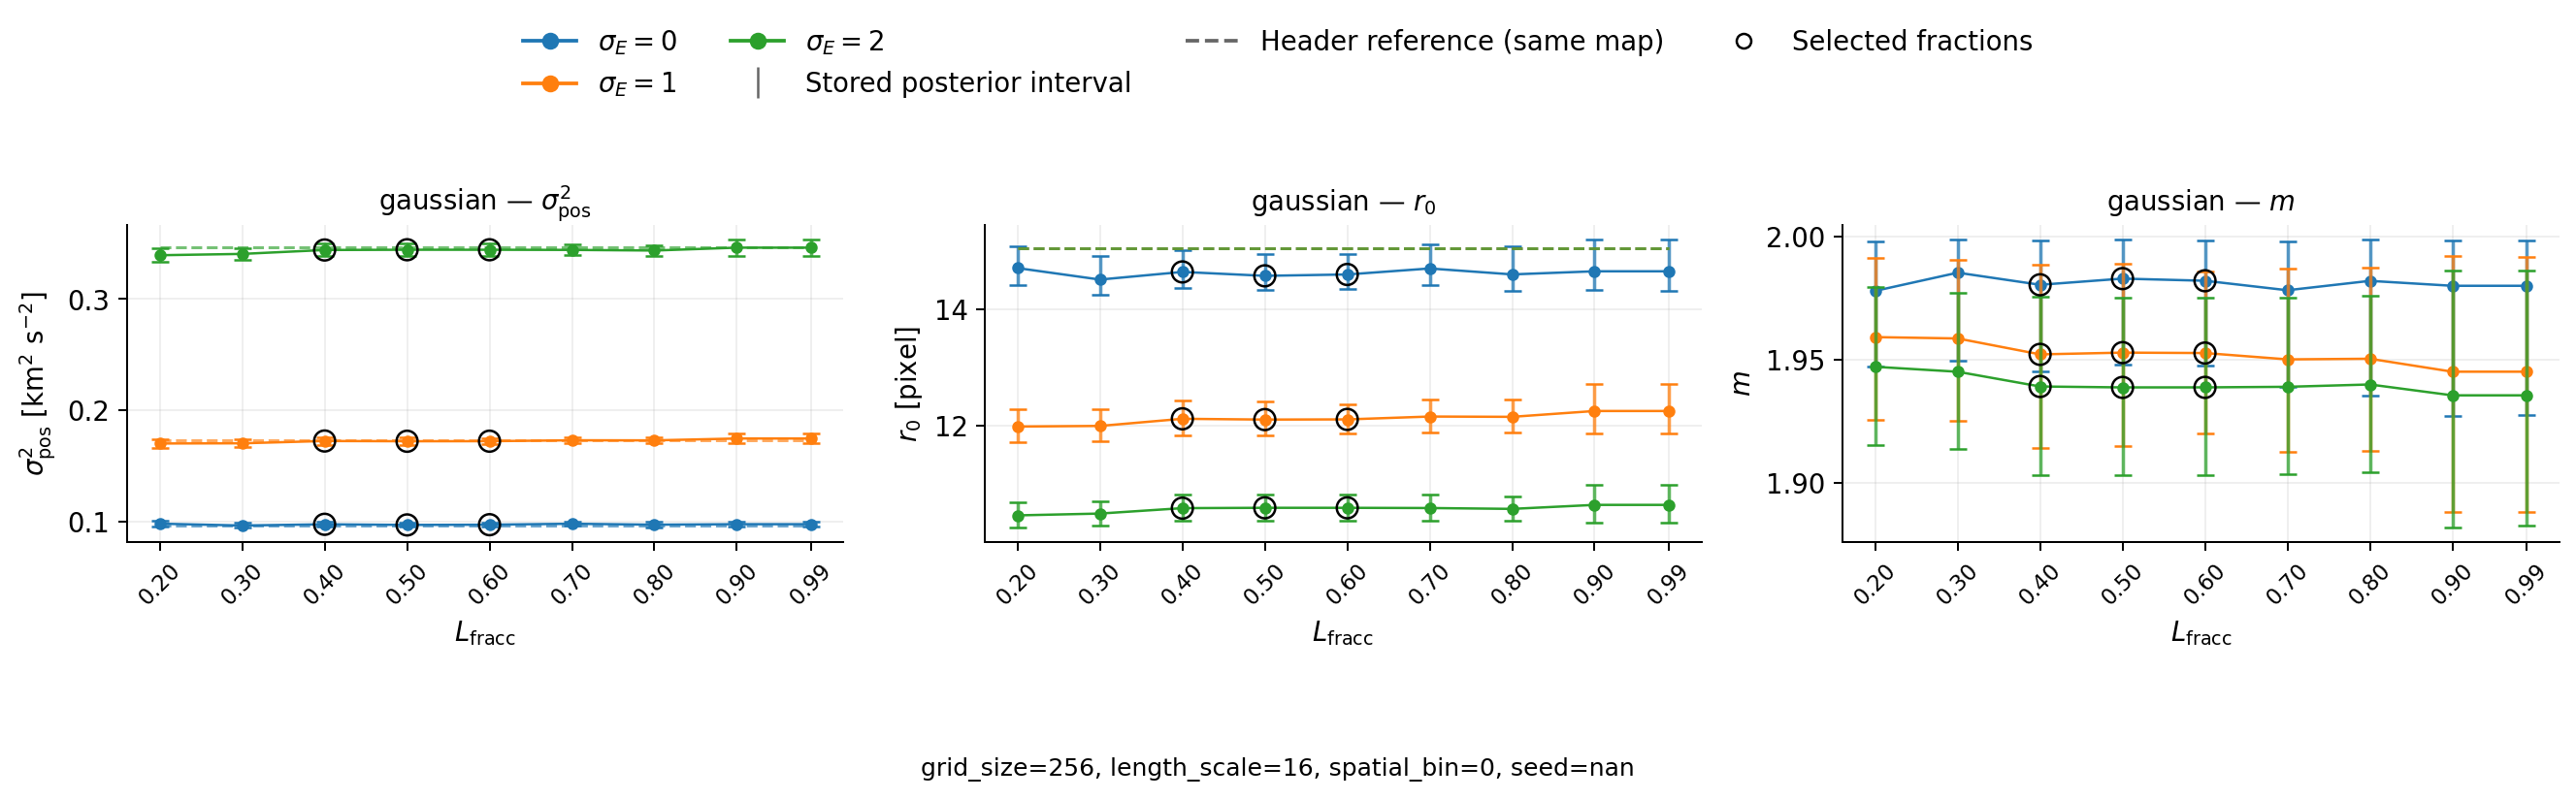 σ_E = 0
σ_E = 2
Header reference (same map)
Selected fractions
σ_E = 1
Stored posterior interval
gaussian — σ²_pos
σ²_pos [km² s⁻²]
0.3
0.2
0.1
0.20 0.30 0.40 0.50 0.60 0.70 0.80 0.90 0.99
L_fracc
gaussian — r₀
r₀ [pixel]
14
12
0.20 0.30 0.40 0.50 0.60 0.70 0.80 0.90 0.99
L_fracc
gaussian — m
m
2.00
1.95
1.90
0.20 0.30 0.40 0.50 0.60 0.70 0.80 0.90 0.99
L_fracc
grid_size=256, length_scale=16, spatial_bin=0, seed=nan